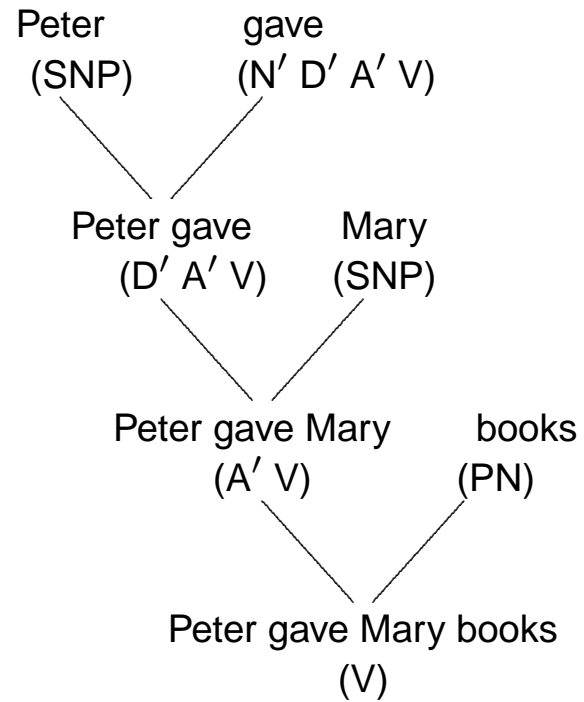 Peter gave
(SNP) (N′ D′ A′ V)
Peter gave Mary
(D′ A′ V) (SNP)
Peter gave Mary books
(A′ V) (PN)
Peter gave Mary books
(V)